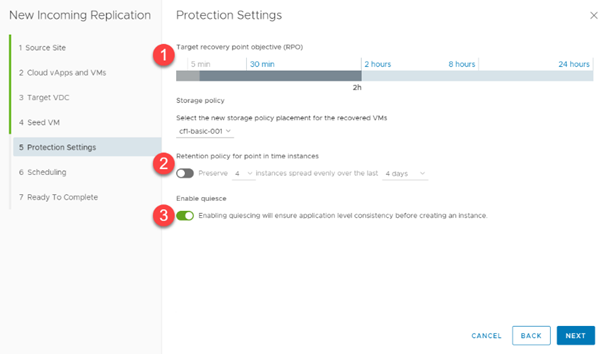 New Incoming Replication
1 Source Site
2 Cloud vApps and VMs
3 Target VDC
4 Seed VM
5 Protection Settings
6 Scheduling
7 Ready To Complete
Protection Settings
1
Target recovery point objective (RPO)
5 min 30 min 2 hours 8 hours 24 hours
2h
Storage policy
Select the new storage policy placement for the recovered VMs
cf1-basic-001
Retention policy for point in time instances
2
Preserve 4 instances spread evenly over the last 4 days
Enable quiesce
3
Enabling quiescing will ensure application level consistency before creating an instance.
CANCEL BACK NEXT